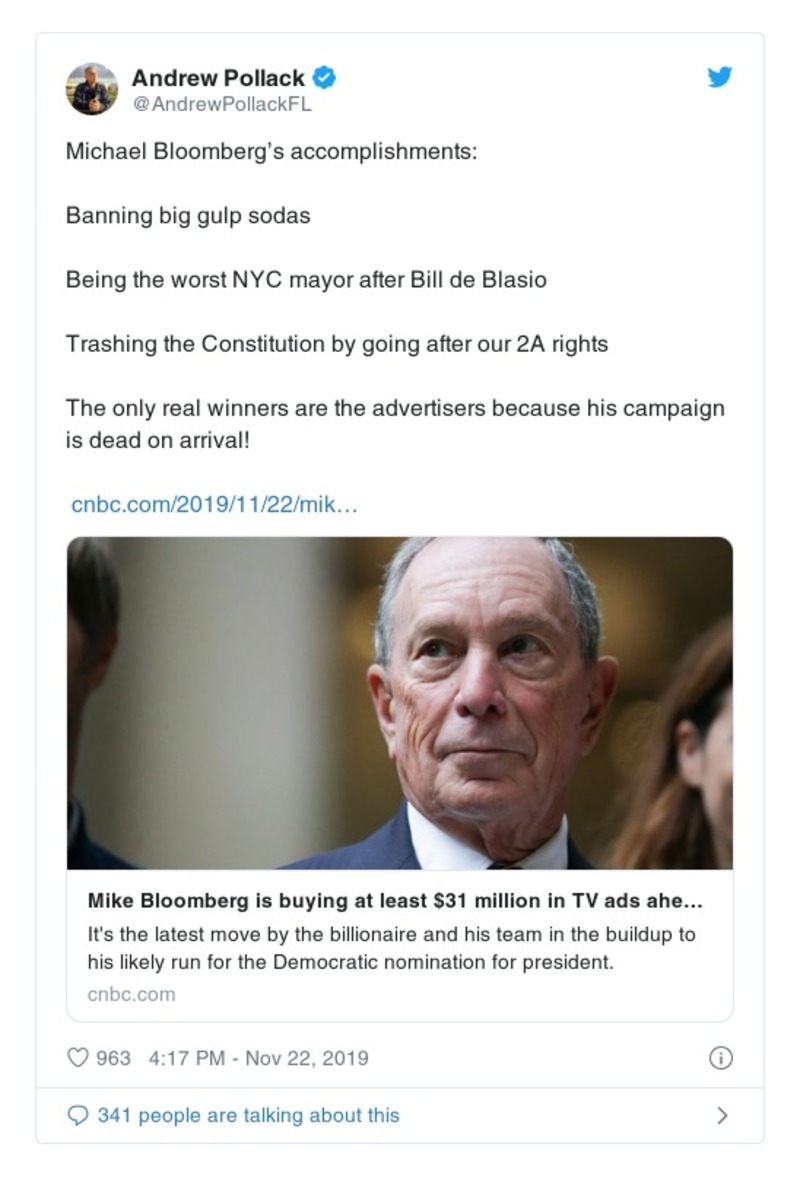 Andrew Pollack
@AndrewPollackFL
Michael Bloomberg's accomplishments:
Banning big gulp sodas
Being the worst NYC mayor after Bill de Blasio
Trashing the Constitution by going after our 2A rights
The only real winners are the advertisers because his campaign
is dead on arrival!
cnbc.com/2019/11/22/mik…
Mike Bloomberg is buying at least $31 million in TV ads ahe...
It's the latest move by the billionaire and his team in the buildup to
his likely run for the Democratic nomination for president.
cnbc.com
963 4:17 PM - Nov 22, 2019
341 people are talking about this